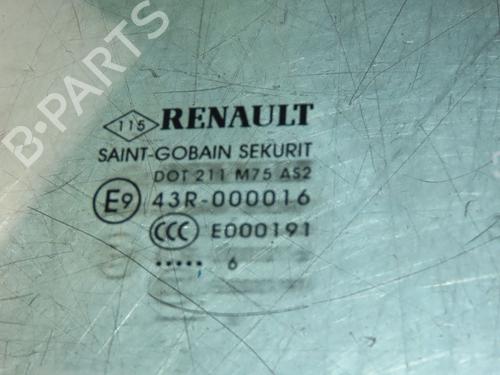 B-PARTS
115 RENAULT
SAINT-GOBAIN SEKURIT
DOT 211 M75 AS2
E9 43R-000016
CCC E000191
..... 6